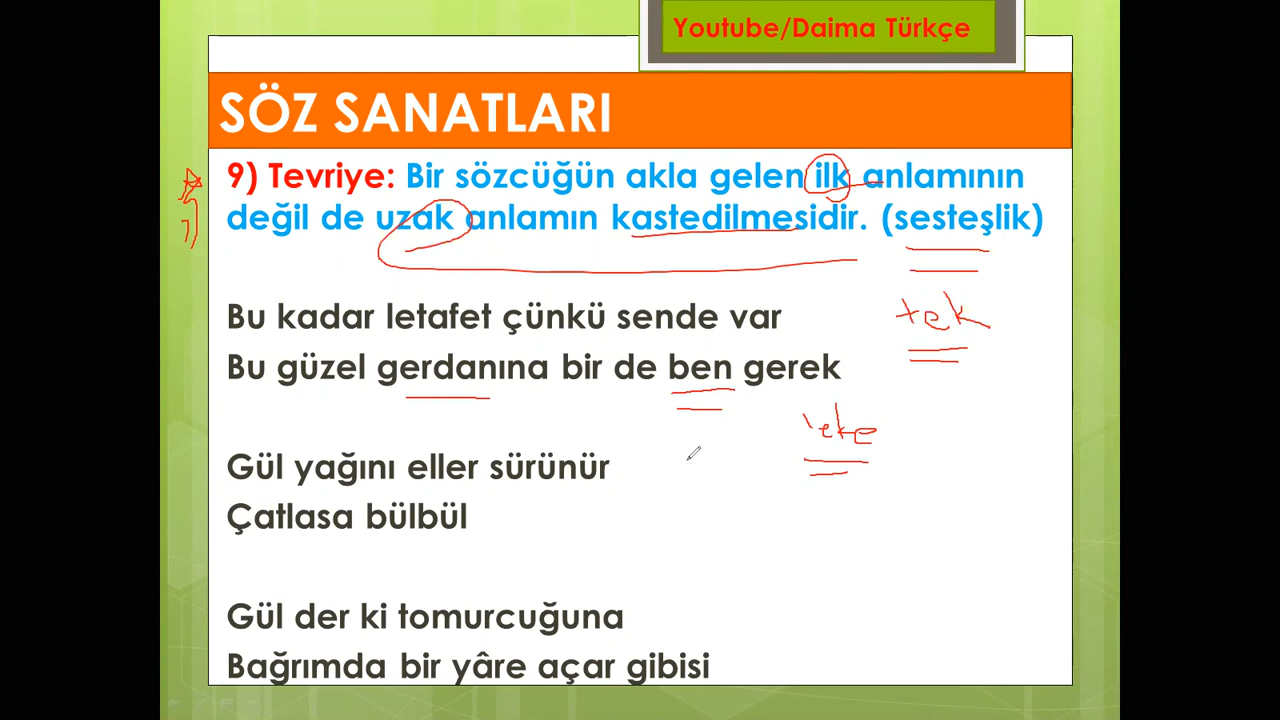 Youtube/Daima Türkçe
SÖZ SANATLARI
9) Tevriye: Bir sözcüğün akla gelen ilk anlamının
değil de uzak anlamın kastedilmesidir. (sesteşlik)
Bu kadar letafet çünkü sende var
tek
Bu güzel gerdanına bir de ben gerek
Gül yağını eller sürünür
Çatlasa bülbül
Gül der ki tomurcuğuna
Bağrımda bir yâre açar gibisi